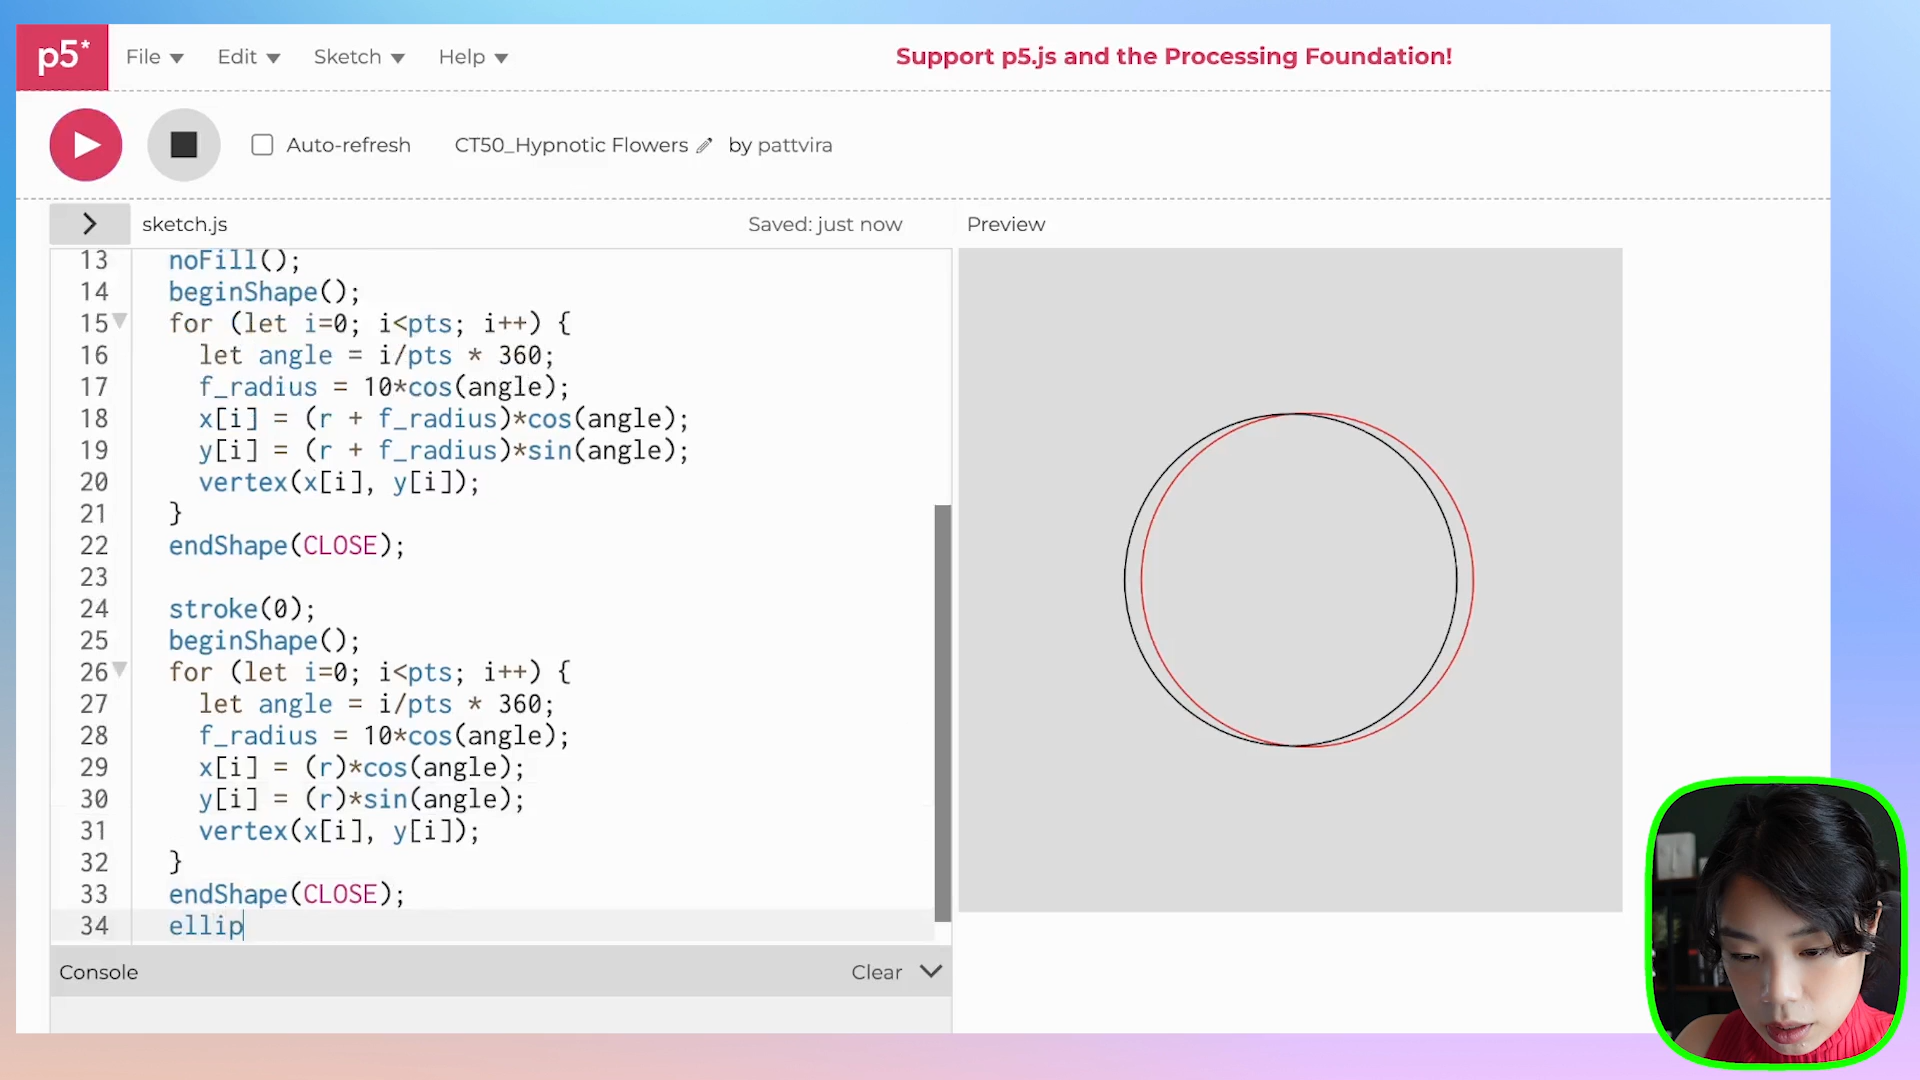 p5*
File Edit Sketch Help
Support p5.js and the Processing Foundation!
Auto-refresh CT50_Hypnotic Flowers by pattvira
sketch.js Saved: just now Preview
13 noFill();
14 beginShape();
15 for (let i=0; i<pts; i++) {
16 let angle = i/pts * 360;
17 f_radius = 10*cos(angle);
18 x[i] = (r + f_radius)*cos(angle);
19 y[i] = (r + f_radius)*sin(angle);
20 vertex(x[i], y[i]);
21 }
22 endShape(CLOSE);
23
24 stroke(0);
25 beginShape();
26 for (let i=0; i<pts; i++) {
27 let angle = i/pts * 360;
28 f_radius = 10*cos(angle);
29 x[i] = (r)*cos(angle);
30 y[i] = (r)*sin(angle);
31 vertex(x[i], y[i]);
32 }
33 endShape(CLOSE);
34 ellip
Console Clear